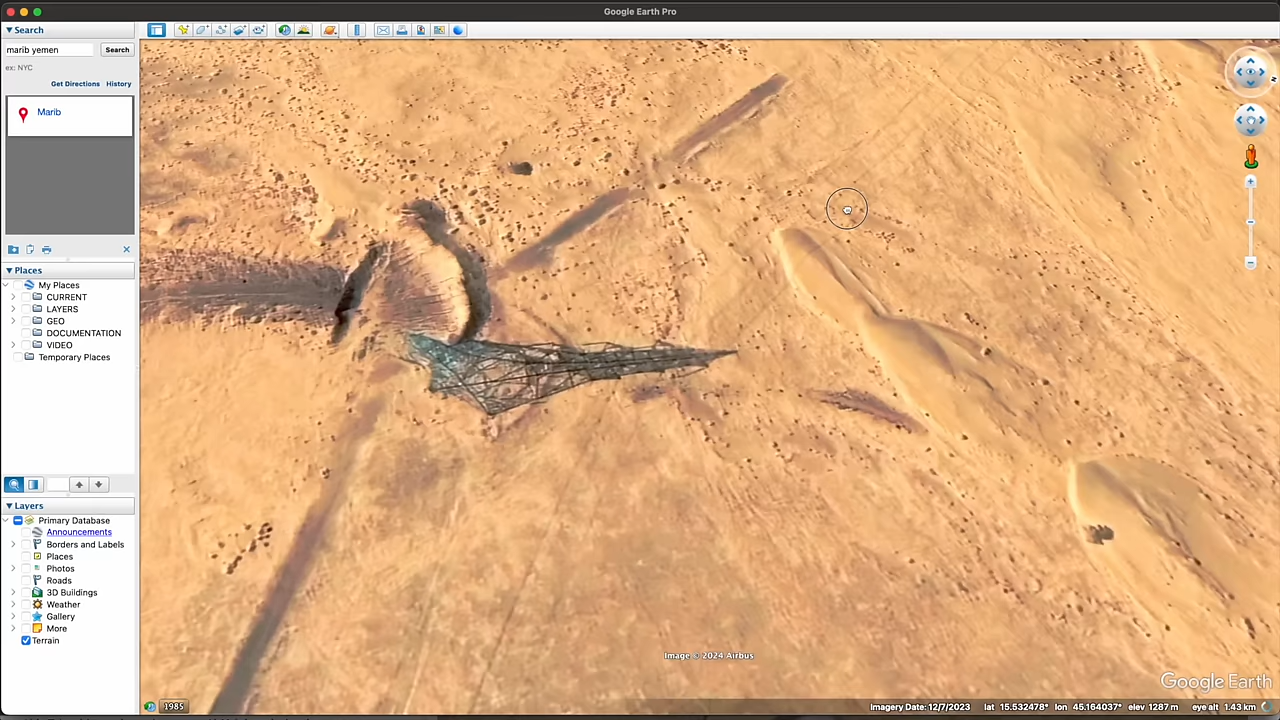 Google Earth Pro
Search
marib yemen
Search
ex: NYC
Get Directions History
Marib
Places
My Places
CURRENT
LAYERS
GEO
DOCUMENTATION
VIDEO
Temporary Places
Layers
Primary Database
Announcements
Borders and Labels
Places
Photos
Roads
3D Buildings
Weather
Gallery
More
Terrain
Image © 2024 Airbus
Google Earth
1985
Imagery Date: 12/7/2023 lat 15.532478° lon 45.164037° elev 1287 m eye alt 1.43 km